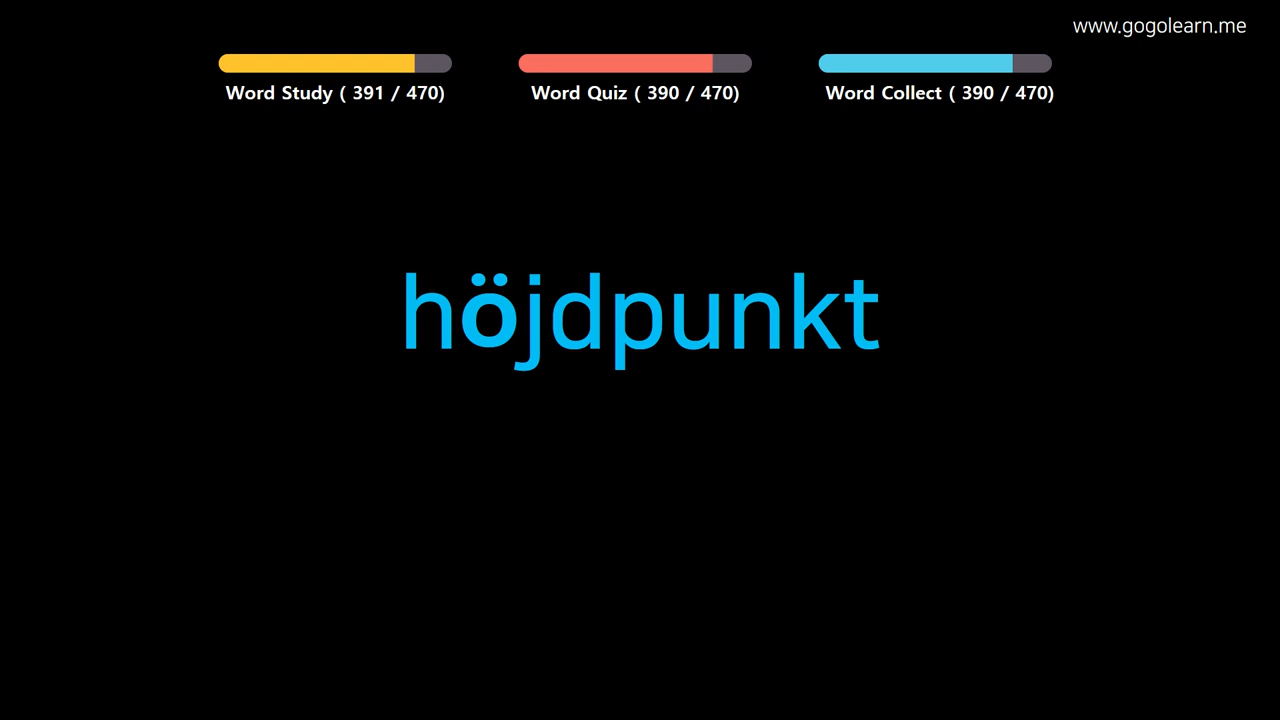 www.gogolearn.me
Word Study ( 391 / 470)
Word Quiz ( 390 / 470)
Word Collect ( 390 / 470)
höjdpunkt